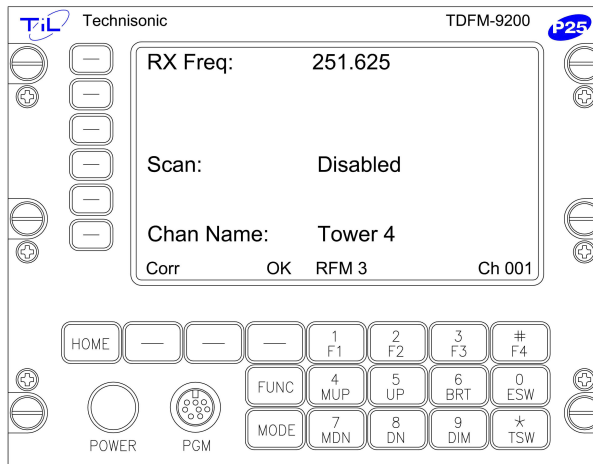 TiL Technisonic TDFM-9200 P25
RX Freq: 251.625
Scan: Disabled
Chan Name: Tower 4
Corr OK RFM 3 Ch 001
HOME 1 2 3 #
F1 F2 F3 F4
FUNC 4 5 6 0
MUP UP BRT ESW
MODE 7 8 9 *
MDN DN DIM TSW
POWER PGM